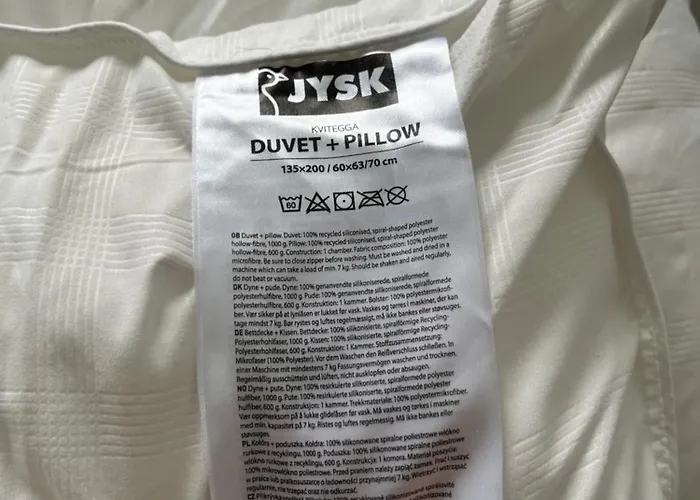 JYSK
KVITEGGA
DUVET + PILLOW
135x200 / 60x63/70 cm
60
GB Duvet + pillow. Duvet: 100% recycled siliconised, spiral-shaped polyester
hollow-fibre, 1000 g. Pillow: 100% recycled siliconised, spiral-shaped polyester
hollow-fibre, 600 g. Construction: 1 chamber. Fabric composition: 100% polyester
microfibre. Be sure to close zipper before washing. Must be washed and dried in a
machine which can take a load of min. 7 kg. Should be shaken and aired regularly,
do not beat or vacuum.
DK Dyne + pude. Dyne: 100% genanvendte silikoniserede, spiralformede
polyesterhulfibre, 1000 g. Pude: 100% genanvendte silikoniserede, spiralformede
polyesterhulfibre, 600 g. Konstruktion: 1 kammer. Bolster: 100% polyestermikrofi-
ber. Vær sikker på at lynlåsen er lukket før vask. Vaskes og tørres i maskiner, der kan
tage mindst 7 kg. Bør rystes og luftes regelmæssigt, må ikke bankes eller støvsuges.
DE Bettdecke + Kissen. Bettdecke: 100% silikonisierte, spiralförmige Recycling-
Polyesterhohlfaser, 1000 g. Kissen: 100% silikonisierte, spiralförmige Recycling-
Polyesterhohlfaser, 600 g. Konstruktion: 1 Kammer. Stoffzusammensetzung:
Mikrofaser (100% Polyester). Vor dem Waschen den Reißverschluss schließen. In
einer Maschine mit mindestens 7 kg Fassungsvermögen waschen und trocknen.
Regelmäßig ausschütteln und lüften, nicht ausklopfen oder absaugen.
NO Dyne + pute. Dyne: 100% resirkulerte silikoniserte, spiralformede polyester
hulfiber, 1000 g. Pute: 100% resirkulerte silikoniserte, spiralformede polyester
hulfiber, 600 g. Konstruksjon: 1 kammer. Trekkmateriale: 100% polyestermikrofiber.
Vær oppmerksom på å lukke glidelåsen før vask. Må vaskes og tørkes i maskiner
med min. kapasitet på 7 kg. Ristes og luftes regelmessig. Må ikke bankes eller
støvsuges.
PL Kołdra + poduszka. Kołdra: 100% silikonowane spiralne poliestrowe włókno
rurkowe z recyklingu, 1000 g. Poduszka: 100% silikonowane spiralne poliestrowe
włókno rurkowe z recyklingu, 600 g. Konstrukcja: 1 komora. Materiał poszycia:
100% mikrowłókno poliestrowe. Przed praniem należy zapiąć zamek. Prać i suszyć
w pralce lub pralkosuszarce o ładowności przynajmniej 7 kg. Wietrzyć i wstrząsać
regularnie, nie trzepać oraz nie odkurzać.
CZ silikonizované spirálovité